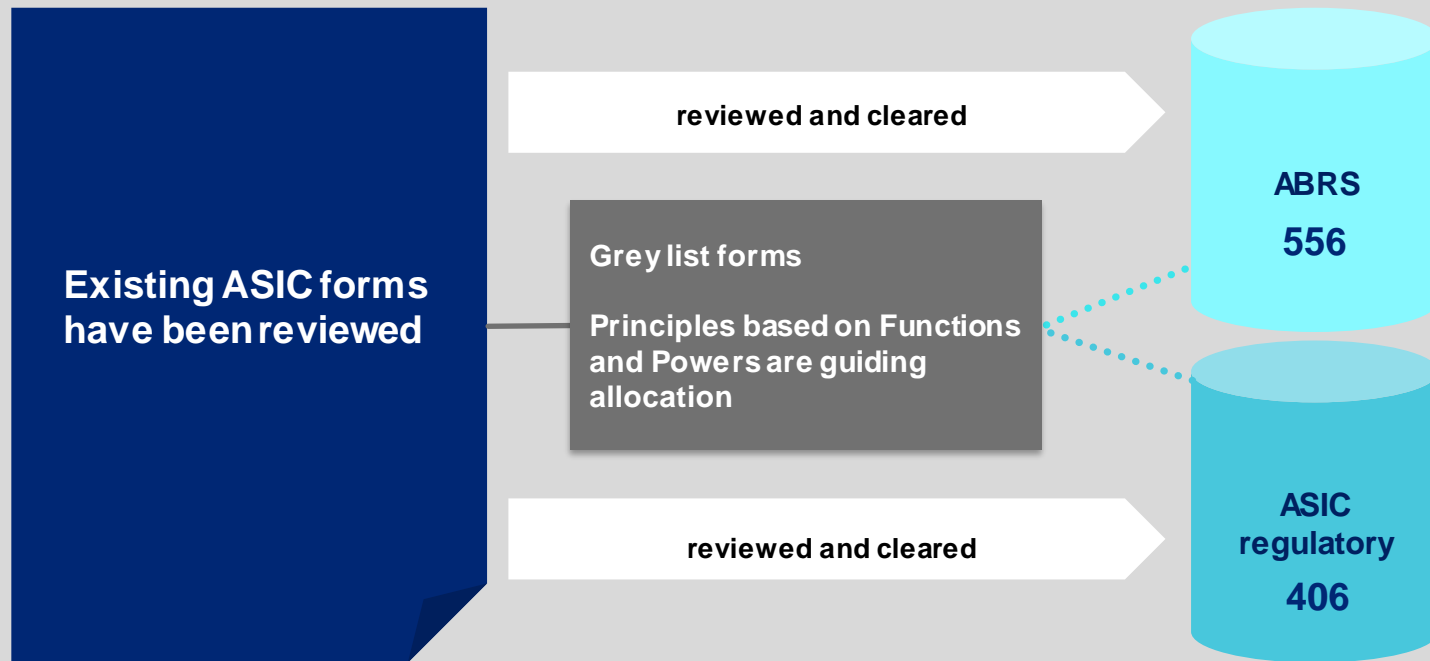 Existing ASIC forms
have been reviewed
reviewed and cleared
Grey list forms
Principles based on Functions
and Powers are guiding
allocation
reviewed and cleared
ABRS
556
ASIC
regulatory
406